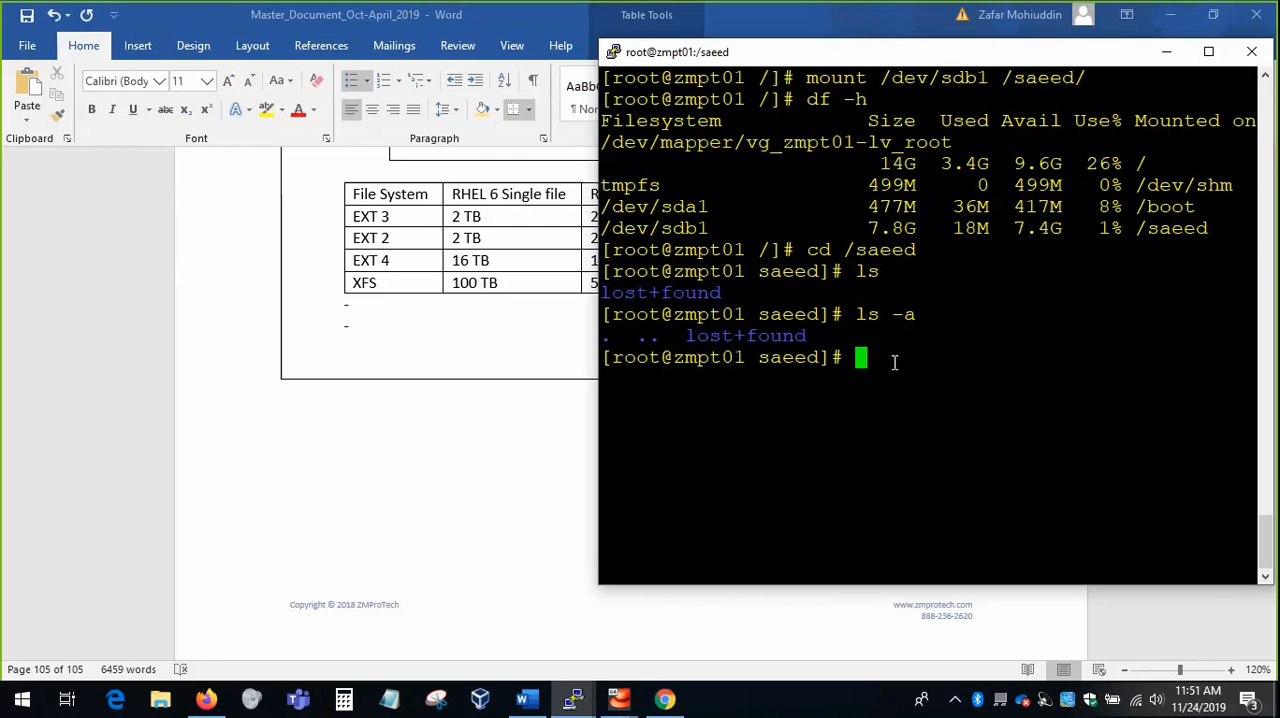 Master_Document_Oct-April_2019 - Word
Table Tools
Zafar Mohiuddin
File Home Insert Design Layout References Mailings Review View Help
Calibri (Body) 11
Paste
Clipboard
Font
Paragraph
¶ Nor
File System RHEL 6 Single file R
EXT 3 2 TB 2
EXT 2 2 TB 2
EXT 4 16 TB 1
XFS 100 TB 5
-
-
root@zmpt01:/saeed
[root@zmpt01 /]# mount /dev/sdb1 /saeed/
[root@zmpt01 /]# df -h
Filesystem Size Used Avail Use% Mounted on
/dev/mapper/vg_zmpt01-lv_root
14G 3.4G 9.6G 26% /
tmpfs 499M 0 499M 0% /dev/shm
/dev/sda1 477M 36M 417M 8% /boot
/dev/sdb1 7.8G 18M 7.4G 1% /saeed
[root@zmpt01 /]# cd /saeed
[root@zmpt01 saeed]# ls
lost+found
[root@zmpt01 saeed]# ls -a
. .. lost+found
[root@zmpt01 saeed]#
Copyright © 2018 ZMProTech
www.zmprotech.com
888-236-2620
Page 105 of 105 6459 words
120%
11:51 AM
11/24/2019
3